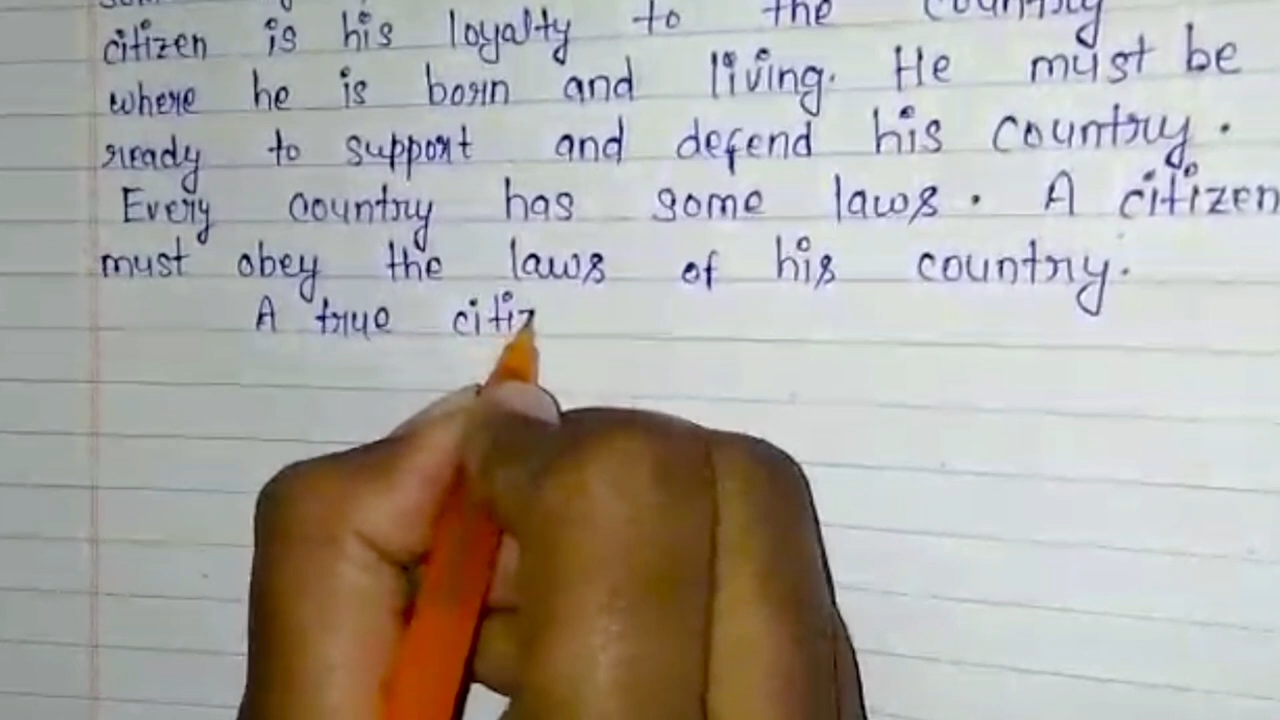 citizen is his loyalty to the country
where he is born and living. He must be
ready to support and defend his country.
Every country has some laws. A citizen
must obey the laws of his country.
A true citiz